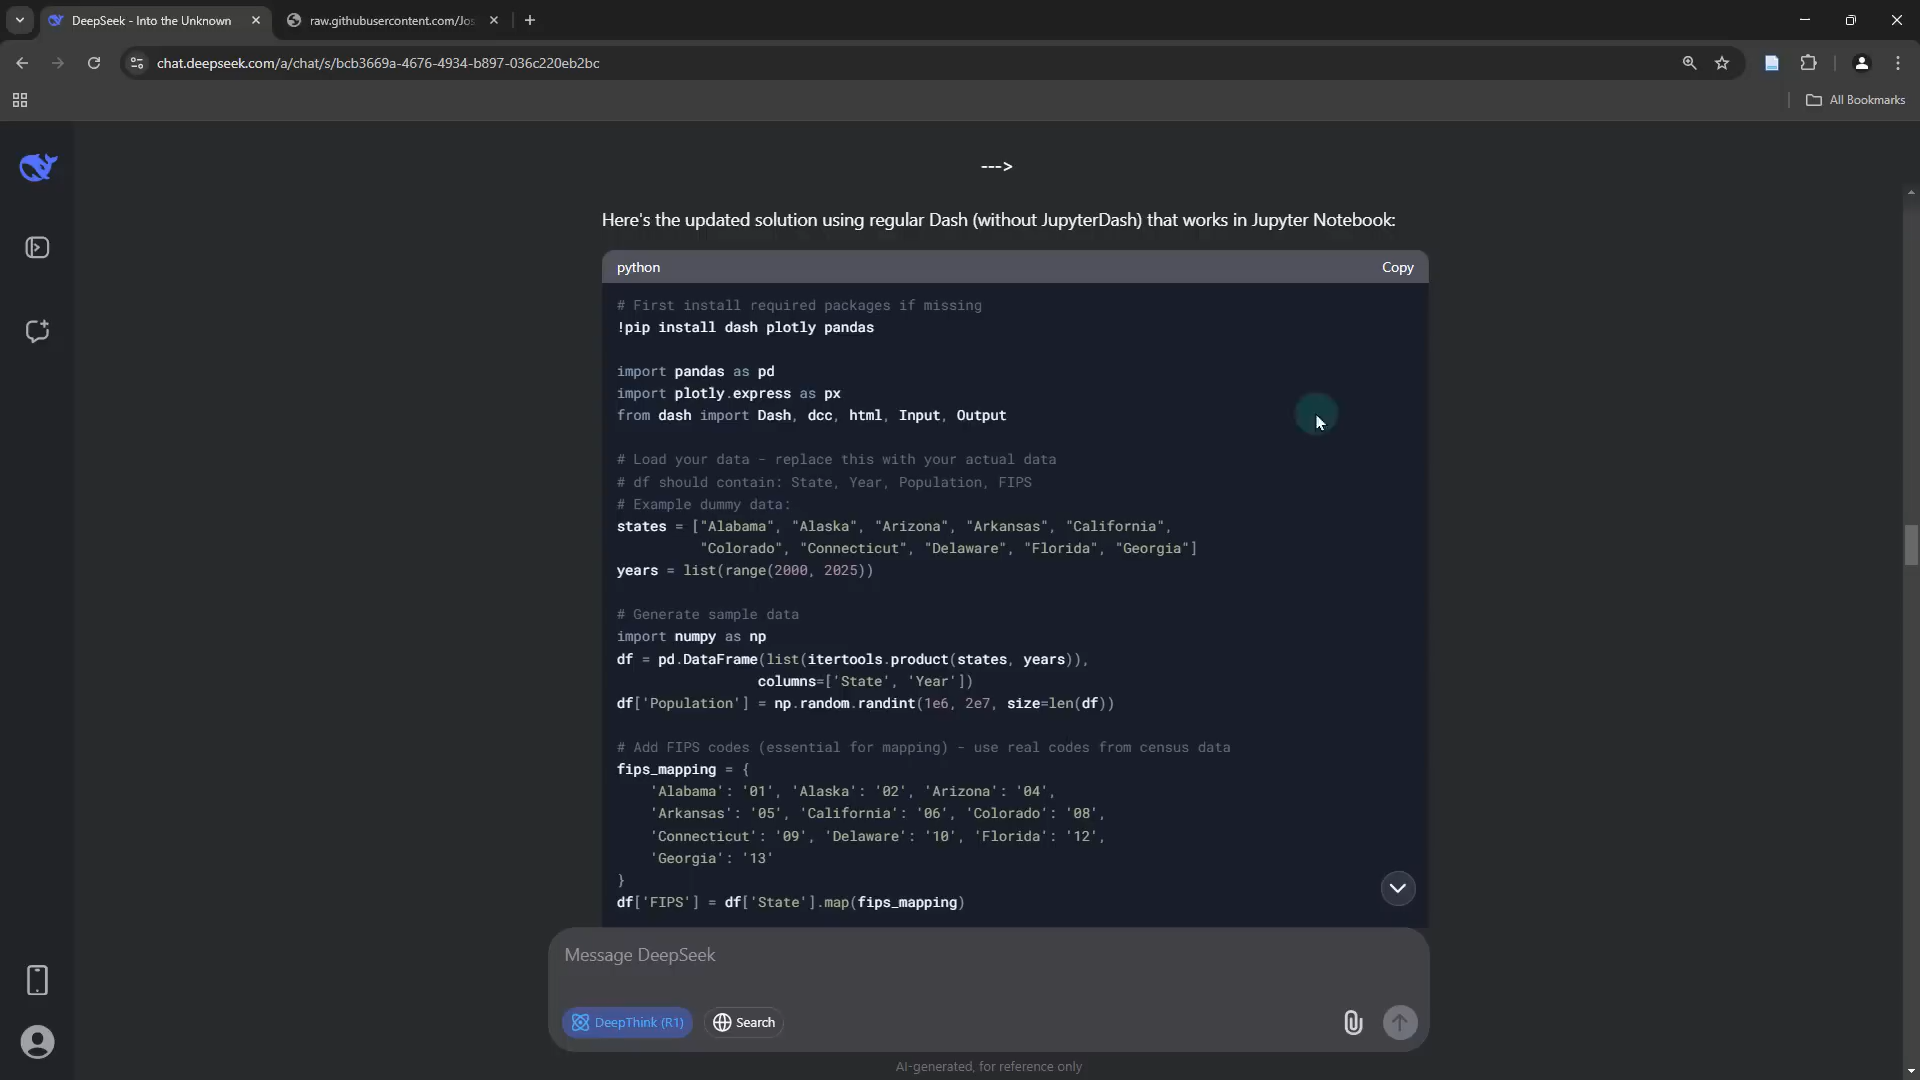 DeepSeek - Into the Unknown
raw.githubusercontent.com/Jos
chat.deepseek.com/a/chat/s/bcb3669a-4676-4934-b897-036c220eb2bc
All Bookmarks
--->
Here's the updated solution using regular Dash (without JupyterDash) that works in Jupyter Notebook:
python
Copy
# First install required packages if missing
!pip install dash plotly pandas
import pandas as pd
import plotly.express as px
from dash import Dash, dcc, html, Input, Output
# Load your data - replace this with your actual data
# df should contain: State, Year, Population, FIPS
# Example dummy data:
states = ["Alabama", "Alaska", "Arizona", "Arkansas", "California",
"Colorado", "Connecticut", "Delaware", "Florida", "Georgia"]
years = list(range(2000, 2025))
# Generate sample data
import numpy as np
df = pd.DataFrame(list(itertools.product(states, years)),
columns=['State', 'Year'])
df['Population'] = np.random.randint(1e6, 2e7, size=len(df))
# Add FIPS codes (essential for mapping) - use real codes from census data
fips_mapping = {
'Alabama': '01', 'Alaska': '02', 'Arizona': '04',
'Arkansas': '05', 'California': '06', 'Colorado': '08',
'Connecticut': '09', 'Delaware': '10', 'Florida': '12',
'Georgia': '13'
}
df['FIPS'] = df['State'].map(fips_mapping)
Message DeepSeek
DeepThink (R1)
Search
AI-generated, for reference only